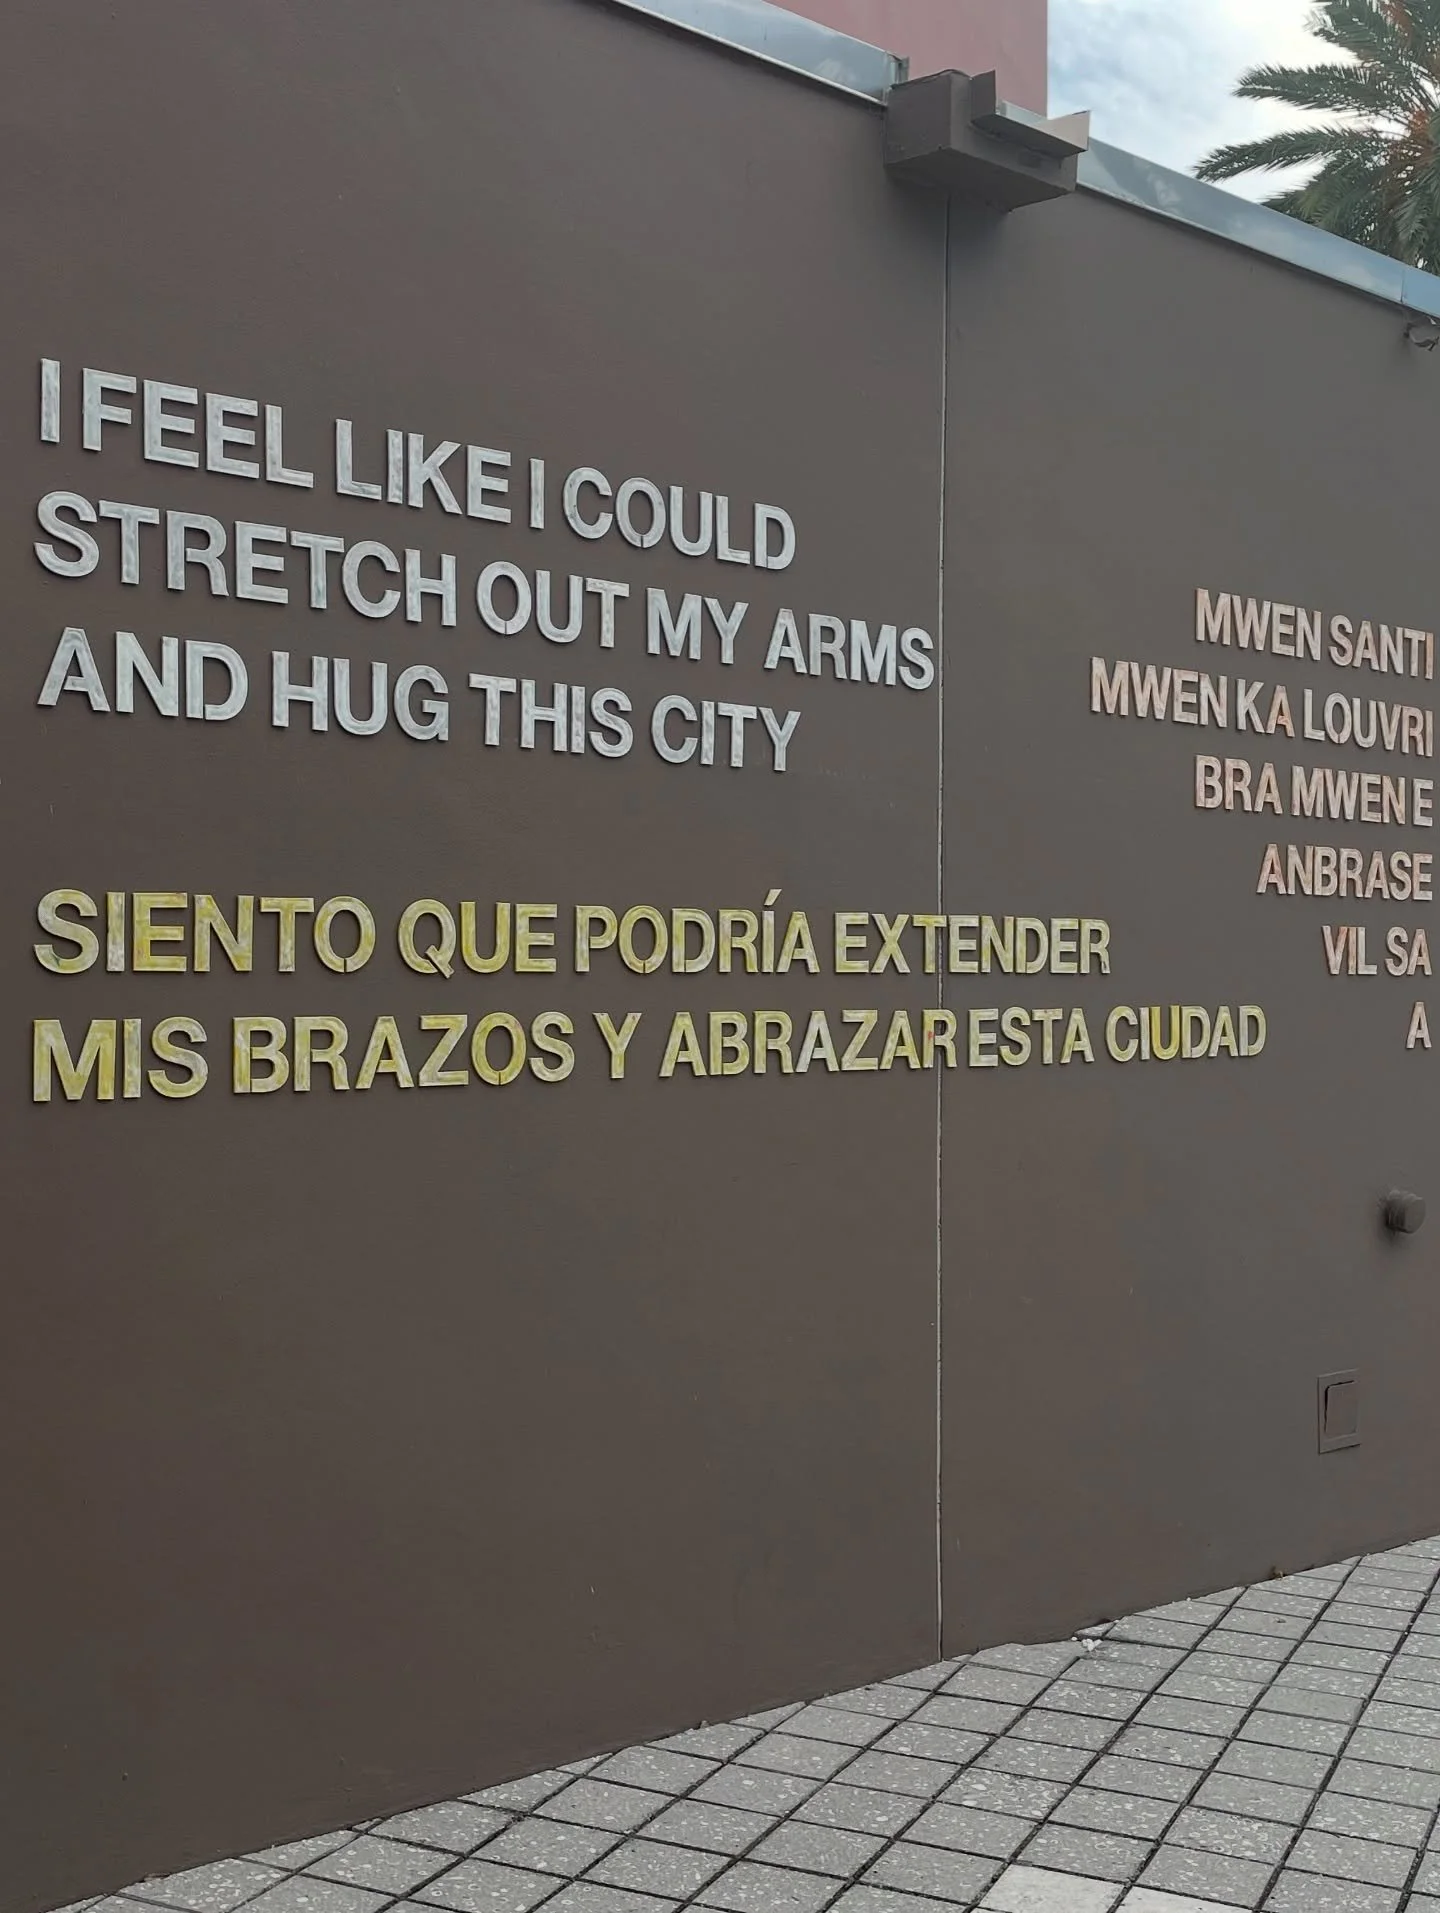 I FEEL LIKE I COULD
STRETCH OUT MY ARMS
AND HUG THIS CITY
SIENTO QUE PODRÍA EXTENDER
MIS BRAZOS Y ABRAZAR ESTA CIUDAD
MWEN SANTI
MWEN KA LOUVRI
BRA MWEN E
ANBRASE
VIL SA
A